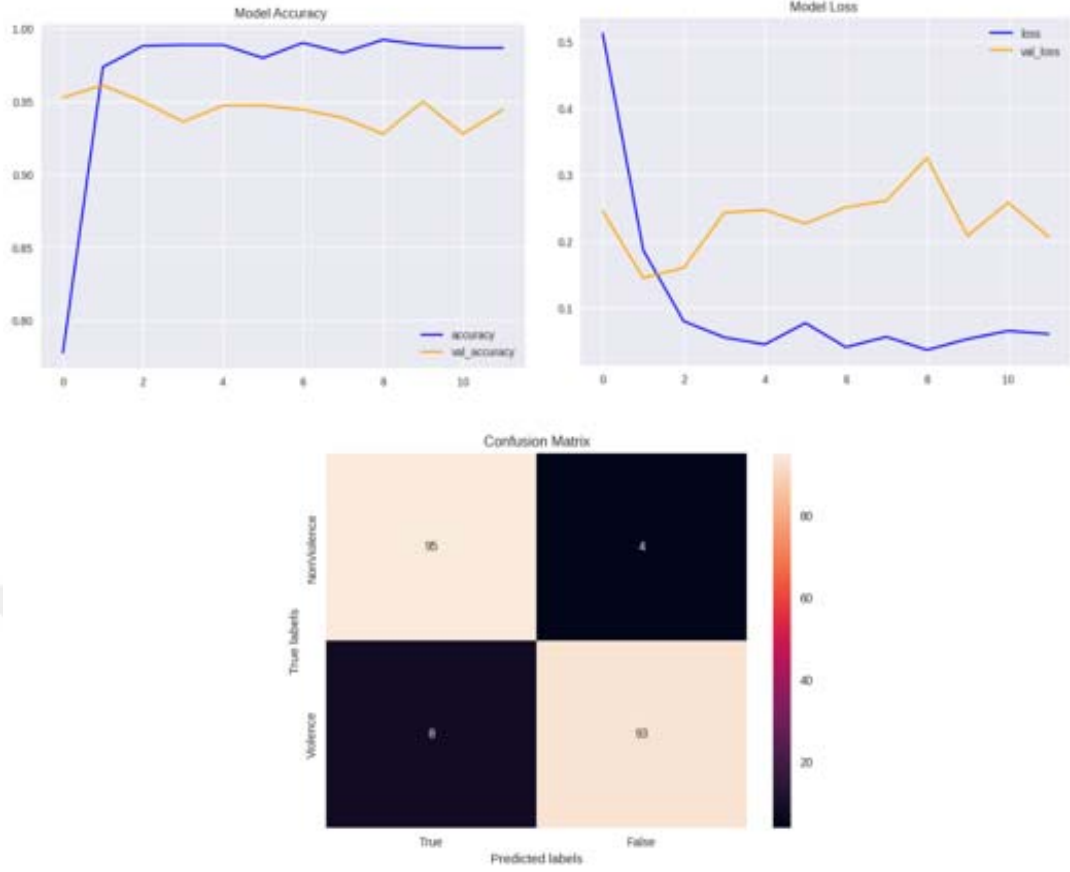 Model Accuracy
1.00
0.95
0.90
0.85
0.80
accuracy
val_accuracy
0 2 4 6 8 10
Model Loss
loss
val_loss
0.5
0.4
0.3
0.2
0.1
0 2 4 6 8 10
Confusion Matrix
True labels
NonViolence
95 4
Violence
8 93
True False
Predicted labels
80
60
40
20